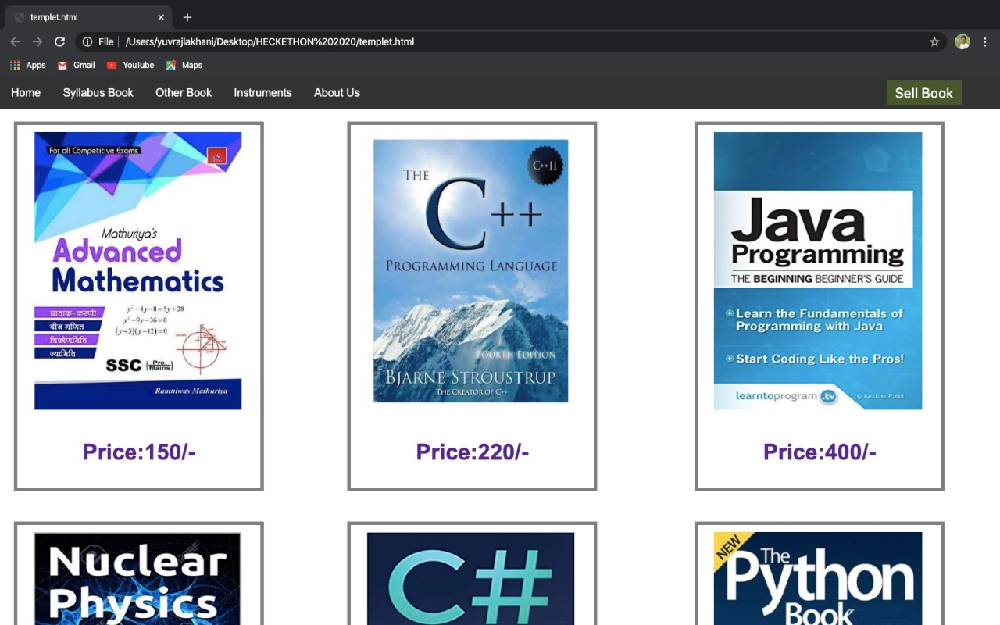 templet.html
File
/Users/yuvrajlakhani/Desktop/HECKETHON%202020/templet.html
Apps
Gmail
YouTube
Maps
Home
Syllabus Book
Other Book
Instruments
About Us
Sell Book
For all Competitive Exams
Mathuriya's
Advanced
Mathematics
घातांक-करणी
बीज गणित
त्रिकोणमिति
ज्यामिति
y²-4y-8=5y+28
y²-9y-36=0
(y+3)(y-12)=0
SSC (Pre. Mains)
Ramniwas Mathuriya
Price:150/-
C++11
THE
C++
PROGRAMMING LANGUAGE
FOURTH EDITION
BJARNE STROUSTRUP
THE CREATOR OF C++
Price:220/-
Java
Programming
THE BEGINNING BEGINNER'S GUIDE
Learn the Fundamentals of
Programming with Java
Start Coding Like the Pros!
learntoprogram.tv
by Keshav Patel
Price:400/-
Nuclear
Physics
C#
NEW
The
Python
Book